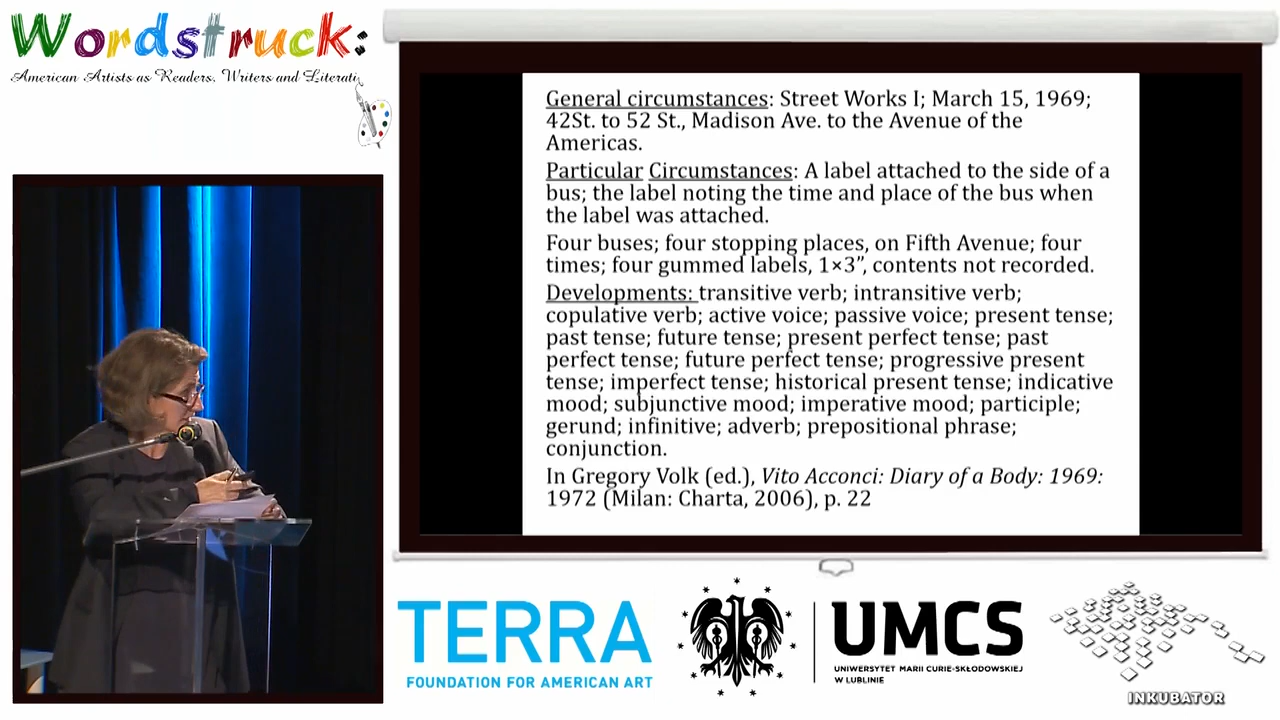 Wordstruck:
American Artists as Readers, Writers and Literati
General circumstances: Street Works I; March 15, 1969;
42St. to 52 St., Madison Ave. to the Avenue of the
Americas.
Particular Circumstances: A label attached to the side of a
bus; the label noting the time and place of the bus when
the label was attached.
Four buses; four stopping places, on Fifth Avenue; four
times; four gummed labels, 1×3”, contents not recorded.
Developments: transitive verb; intransitive verb;
copulative verb; active voice; passive voice; present tense;
past tense; future tense; present perfect tense; past
perfect tense; future perfect tense; progressive present
tense; imperfect tense; historical present tense; indicative
mood; subjunctive mood; imperative mood; participle;
gerund; infinitive; adverb; prepositional phrase;
conjunction.
In Gregory Volk (ed.), Vito Acconci: Diary of a Body: 1969:
1972 (Milan: Charta, 2006), p. 22
TERRA
FOUNDATION FOR AMERICAN ART
UMCS
UNIWERSYTET MARII CURIE-SKŁODOWSKIEJ
W LUBLINIE
INKUBATOR